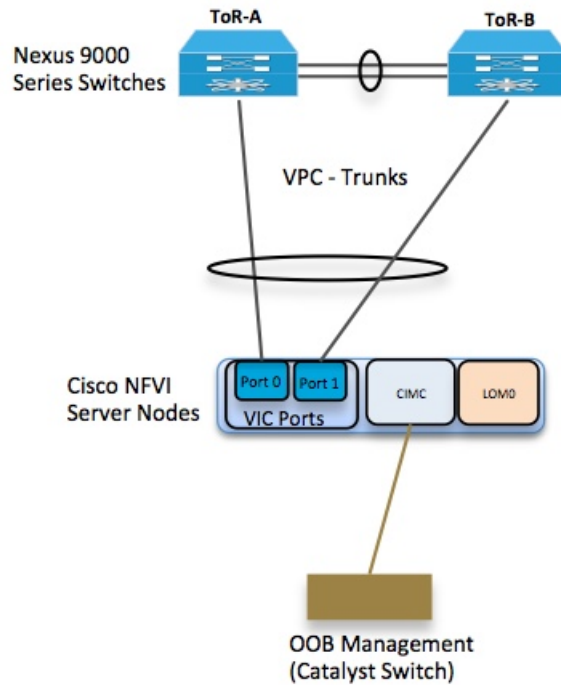 ToR-A
ToR-B
Nexus 9000
Series Switches
VPC - Trunks
Cisco NFVI
Server Nodes
Port 0
Port 1
VIC Ports
CIMC
LOM0
OOB Management
(Catalyst Switch)